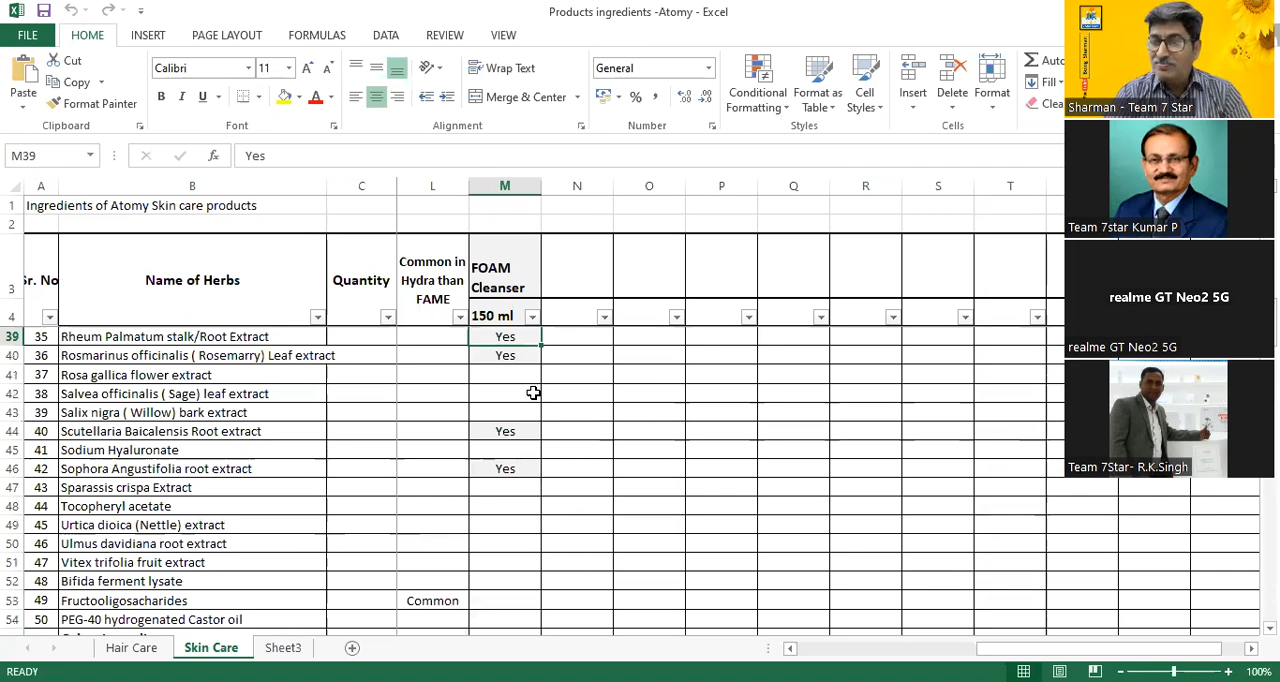 Products ingredients -Atomy - Excel
FILE HOME INSERT PAGE LAYOUT FORMULAS DATA REVIEW VIEW
Paste
Cut
Copy
Format Painter
Clipboard
Calibri 11
B I U
Font
Wrap Text
Merge & Center
Alignment
General
Number
Conditional Formatting
Format as Table
Cell Styles
Styles
Insert Delete Format
Cells
Auto
Fill
Clea
M39 fx Yes
A B C L M N O P Q R S T
1 Ingredients of Atomy Skin care products
2
3 Sr. No Name of Herbs Quantity Common in Hydra than FAME FOAM Cleanser
4 150 ml
39 35 Rheum Palmatum stalk/Root Extract Yes
40 36 Rosmarinus officinalis ( Rosemarry) Leaf extract Yes
41 37 Rosa gallica flower extract
42 38 Salvea officinalis ( Sage) leaf extract
43 39 Salix nigra ( Willow) bark extract
44 40 Scutellaria Baicalensis Root extract Yes
45 41 Sodium Hyaluronate
46 42 Sophora Angustifolia root extract Yes
47 43 Sparassis crispa Extract
48 44 Tocopheryl acetate
49 45 Urtica dioica (Nettle) extract
50 46 Ulmus davidiana root extract
51 47 Vitex trifolia fruit extract
52 48 Bifida ferment lysate
53 49 Fructooligosacharides Common
54 50 PEG-40 hydrogenated Castor oil
Hair Care Skin Care Sheet3
READY 100%
Sharman - Team 7 Star
Team 7star Kumar P
realme GT Neo2 5G
realme GT Neo2 5G
Team 7Star- R.K.Singh